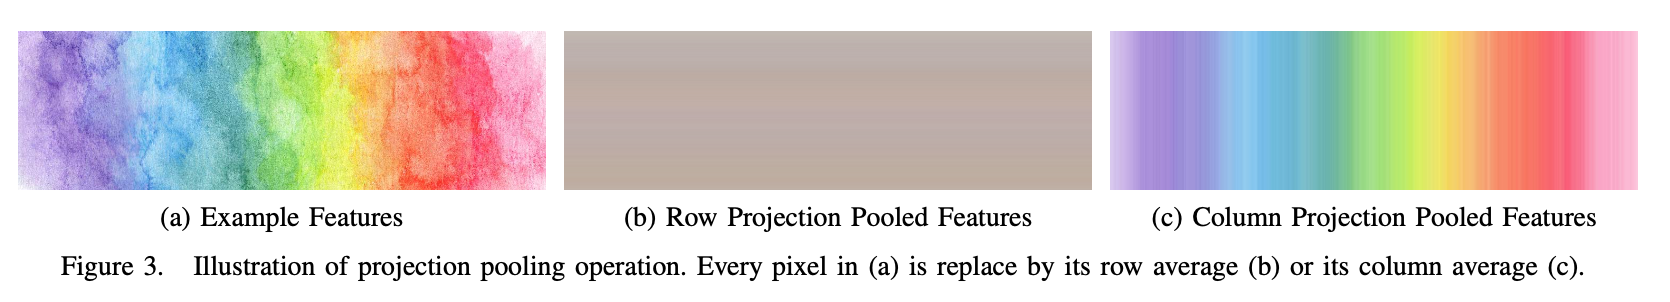 (a) Example Features
(b) Row Projection Pooled Features
(c) Column Projection Pooled Features
Figure 3. Illustration of projection pooling operation. Every pixel in (a) is replace by its row average (b) or its column average (c).